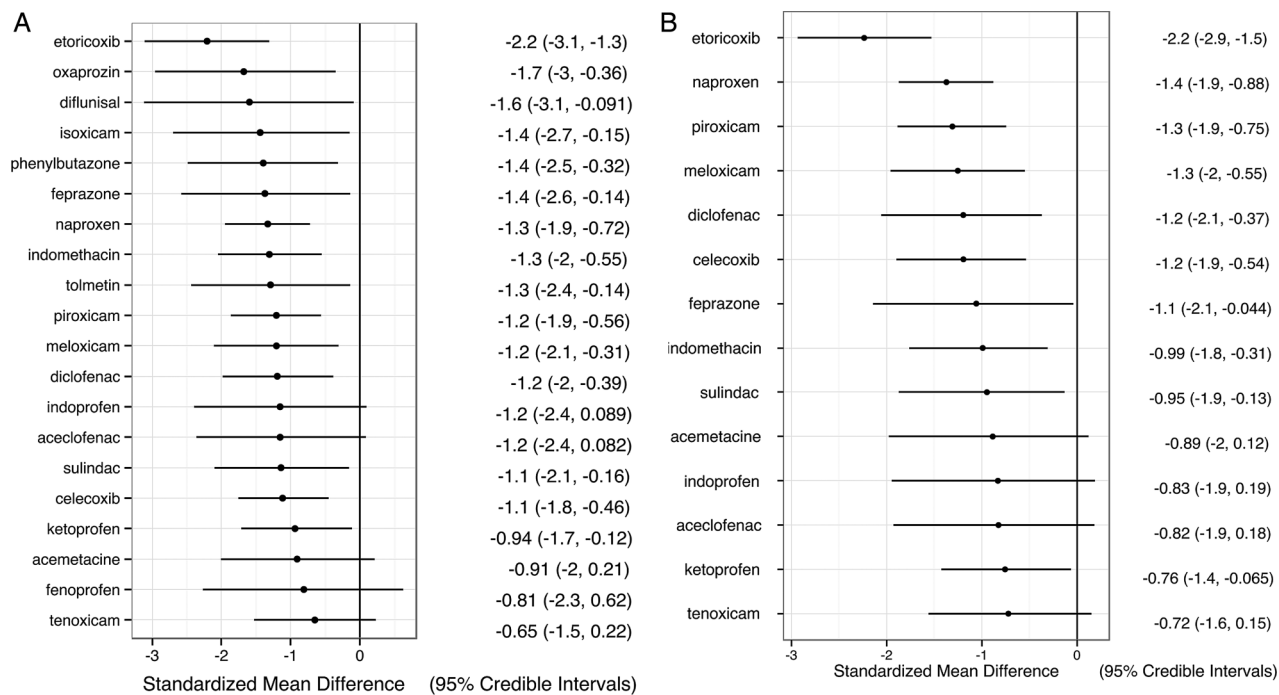 A
etoricoxib -2.2 (-3.1, -1.3)
oxaprozin -1.7 (-3, -0.36)
diflunisal -1.6 (-3.1, -0.091)
isoxicam -1.4 (-2.7, -0.15)
phenylbutazone -1.4 (-2.5, -0.32)
feprazone -1.4 (-2.6, -0.14)
naproxen -1.3 (-1.9, -0.72)
indomethacin -1.3 (-2, -0.55)
tolmetin -1.3 (-2.4, -0.14)
piroxicam -1.2 (-1.9, -0.56)
meloxicam -1.2 (-2.1, -0.31)
diclofenac -1.2 (-2, -0.39)
indoprofen -1.2 (-2.4, 0.089)
aceclofenac -1.2 (-2.4, 0.082)
sulindac -1.1 (-2.1, -0.16)
celecoxib -1.1 (-1.8, -0.46)
ketoprofen -0.94 (-1.7, -0.12)
acemetacine -0.91 (-2, 0.21)
fenoprofen -0.81 (-2.3, 0.62)
tenoxicam -0.65 (-1.5, 0.22)
-3 -2 -1 0
Standardized Mean Difference (95% Credible Intervals)
B
etoricoxib -2.2 (-2.9, -1.5)
naproxen -1.4 (-1.9, -0.88)
piroxicam -1.3 (-1.9, -0.75)
meloxicam -1.3 (-2, -0.55)
diclofenac -1.2 (-2.1, -0.37)
celecoxib -1.2 (-1.9, -0.54)
feprazone -1.1 (-2.1, -0.044)
indomethacin -0.99 (-1.8, -0.31)
sulindac -0.95 (-1.9, -0.13)
acemetacine -0.89 (-2, 0.12)
indoprofen -0.83 (-1.9, 0.19)
aceclofenac -0.82 (-1.9, 0.18)
ketoprofen -0.76 (-1.4, -0.065)
tenoxicam -0.72 (-1.6, 0.15)
-3 -2 -1 0
Standardized Mean Difference (95% Credible Intervals)